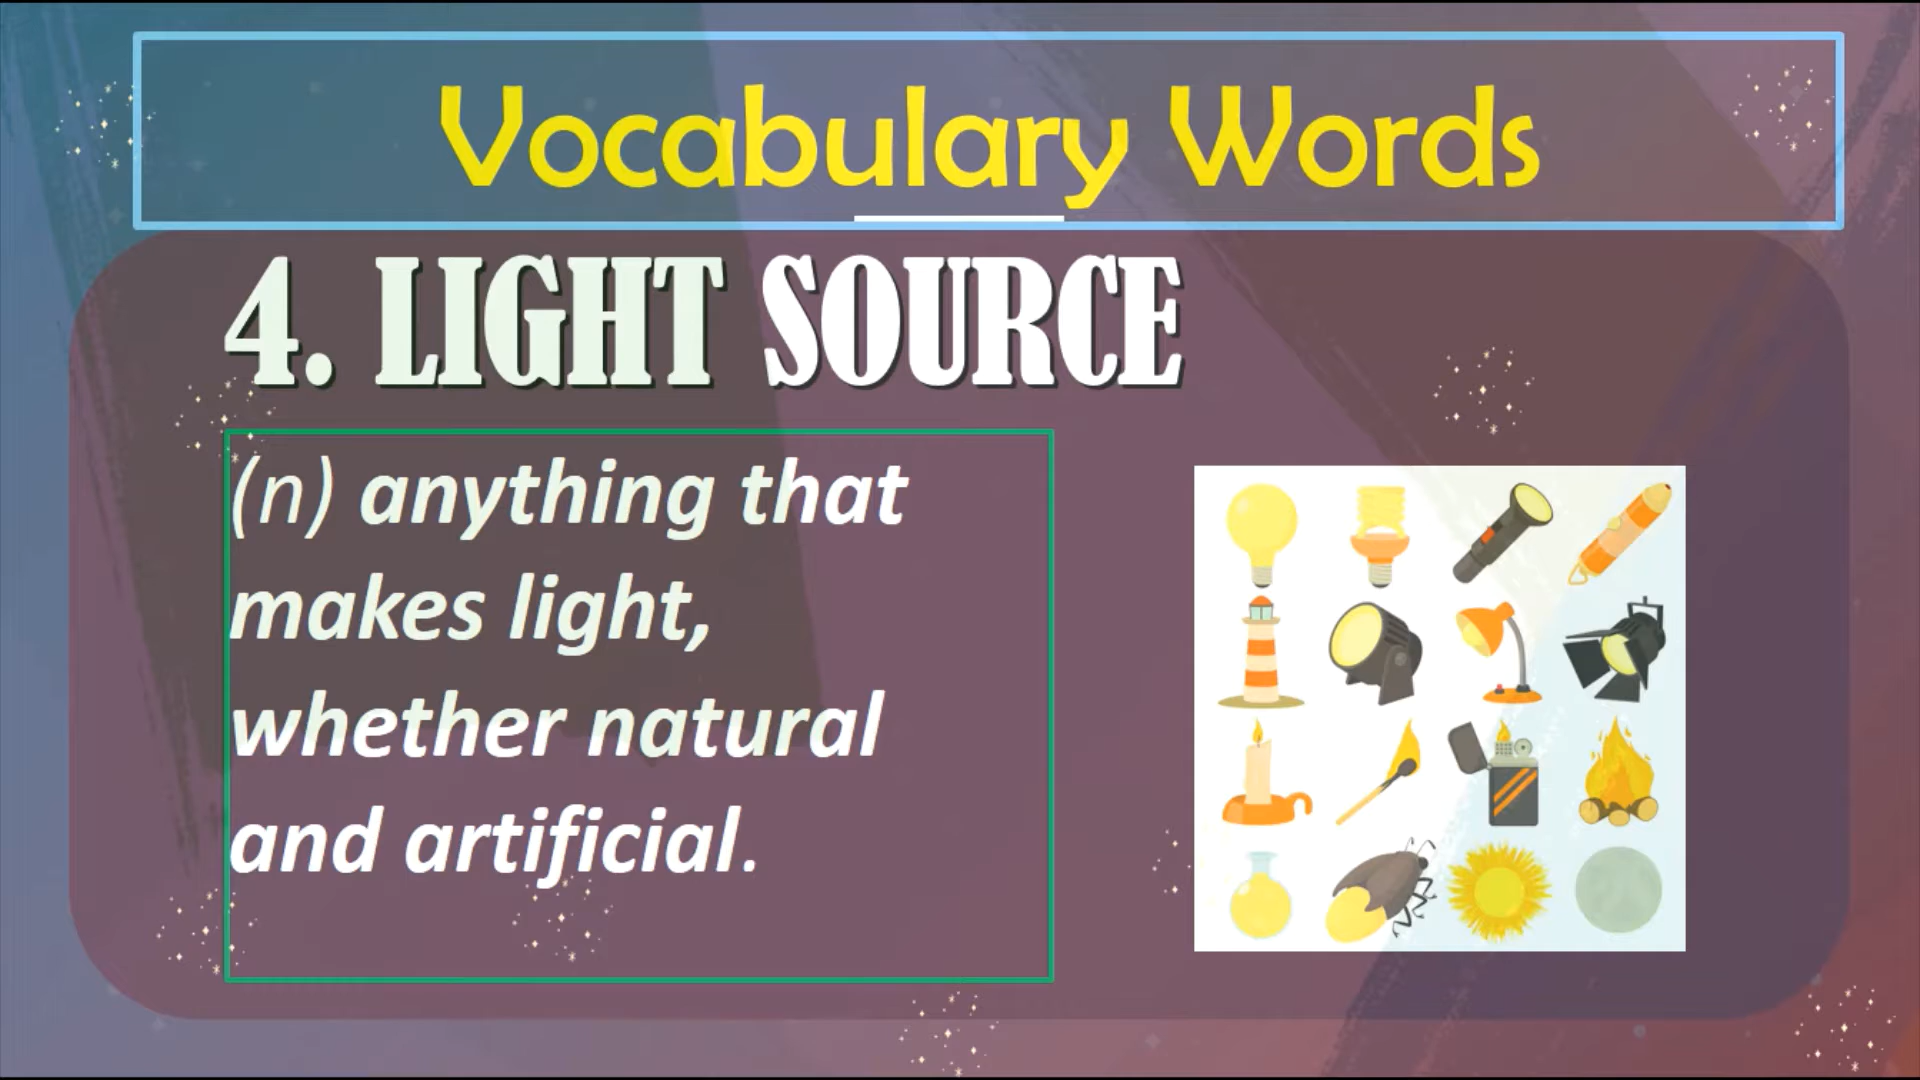 Vocabulary Words
4. LIGHT SOURCE
(n) anything that
makes light,
whether natural
and artificial.